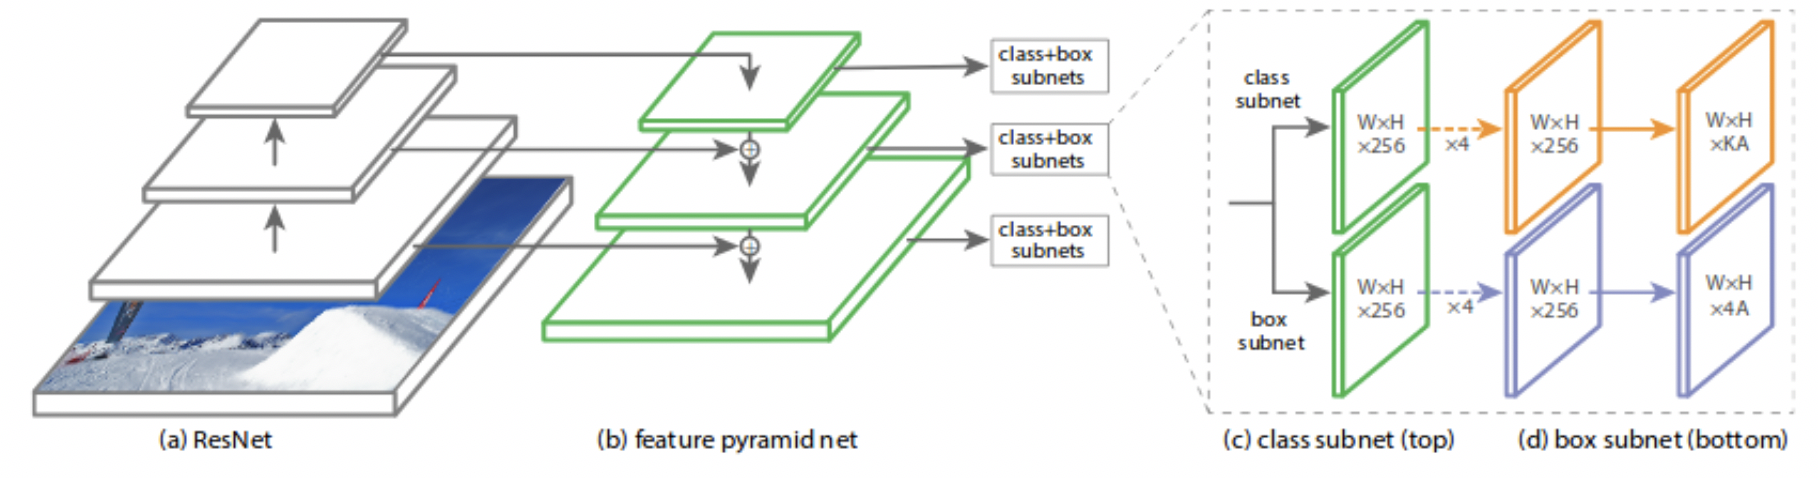 class+box
subnets
class+box
subnets
class+box
subnets
class
subnet
W×H
×256
×4
W×H
×256
W×H
×KA
box
subnet
W×H
×256
×4
W×H
×256
W×H
×4A
(a) ResNet
(b) feature pyramid net
(c) class subnet (top)
(d) box subnet (bottom)